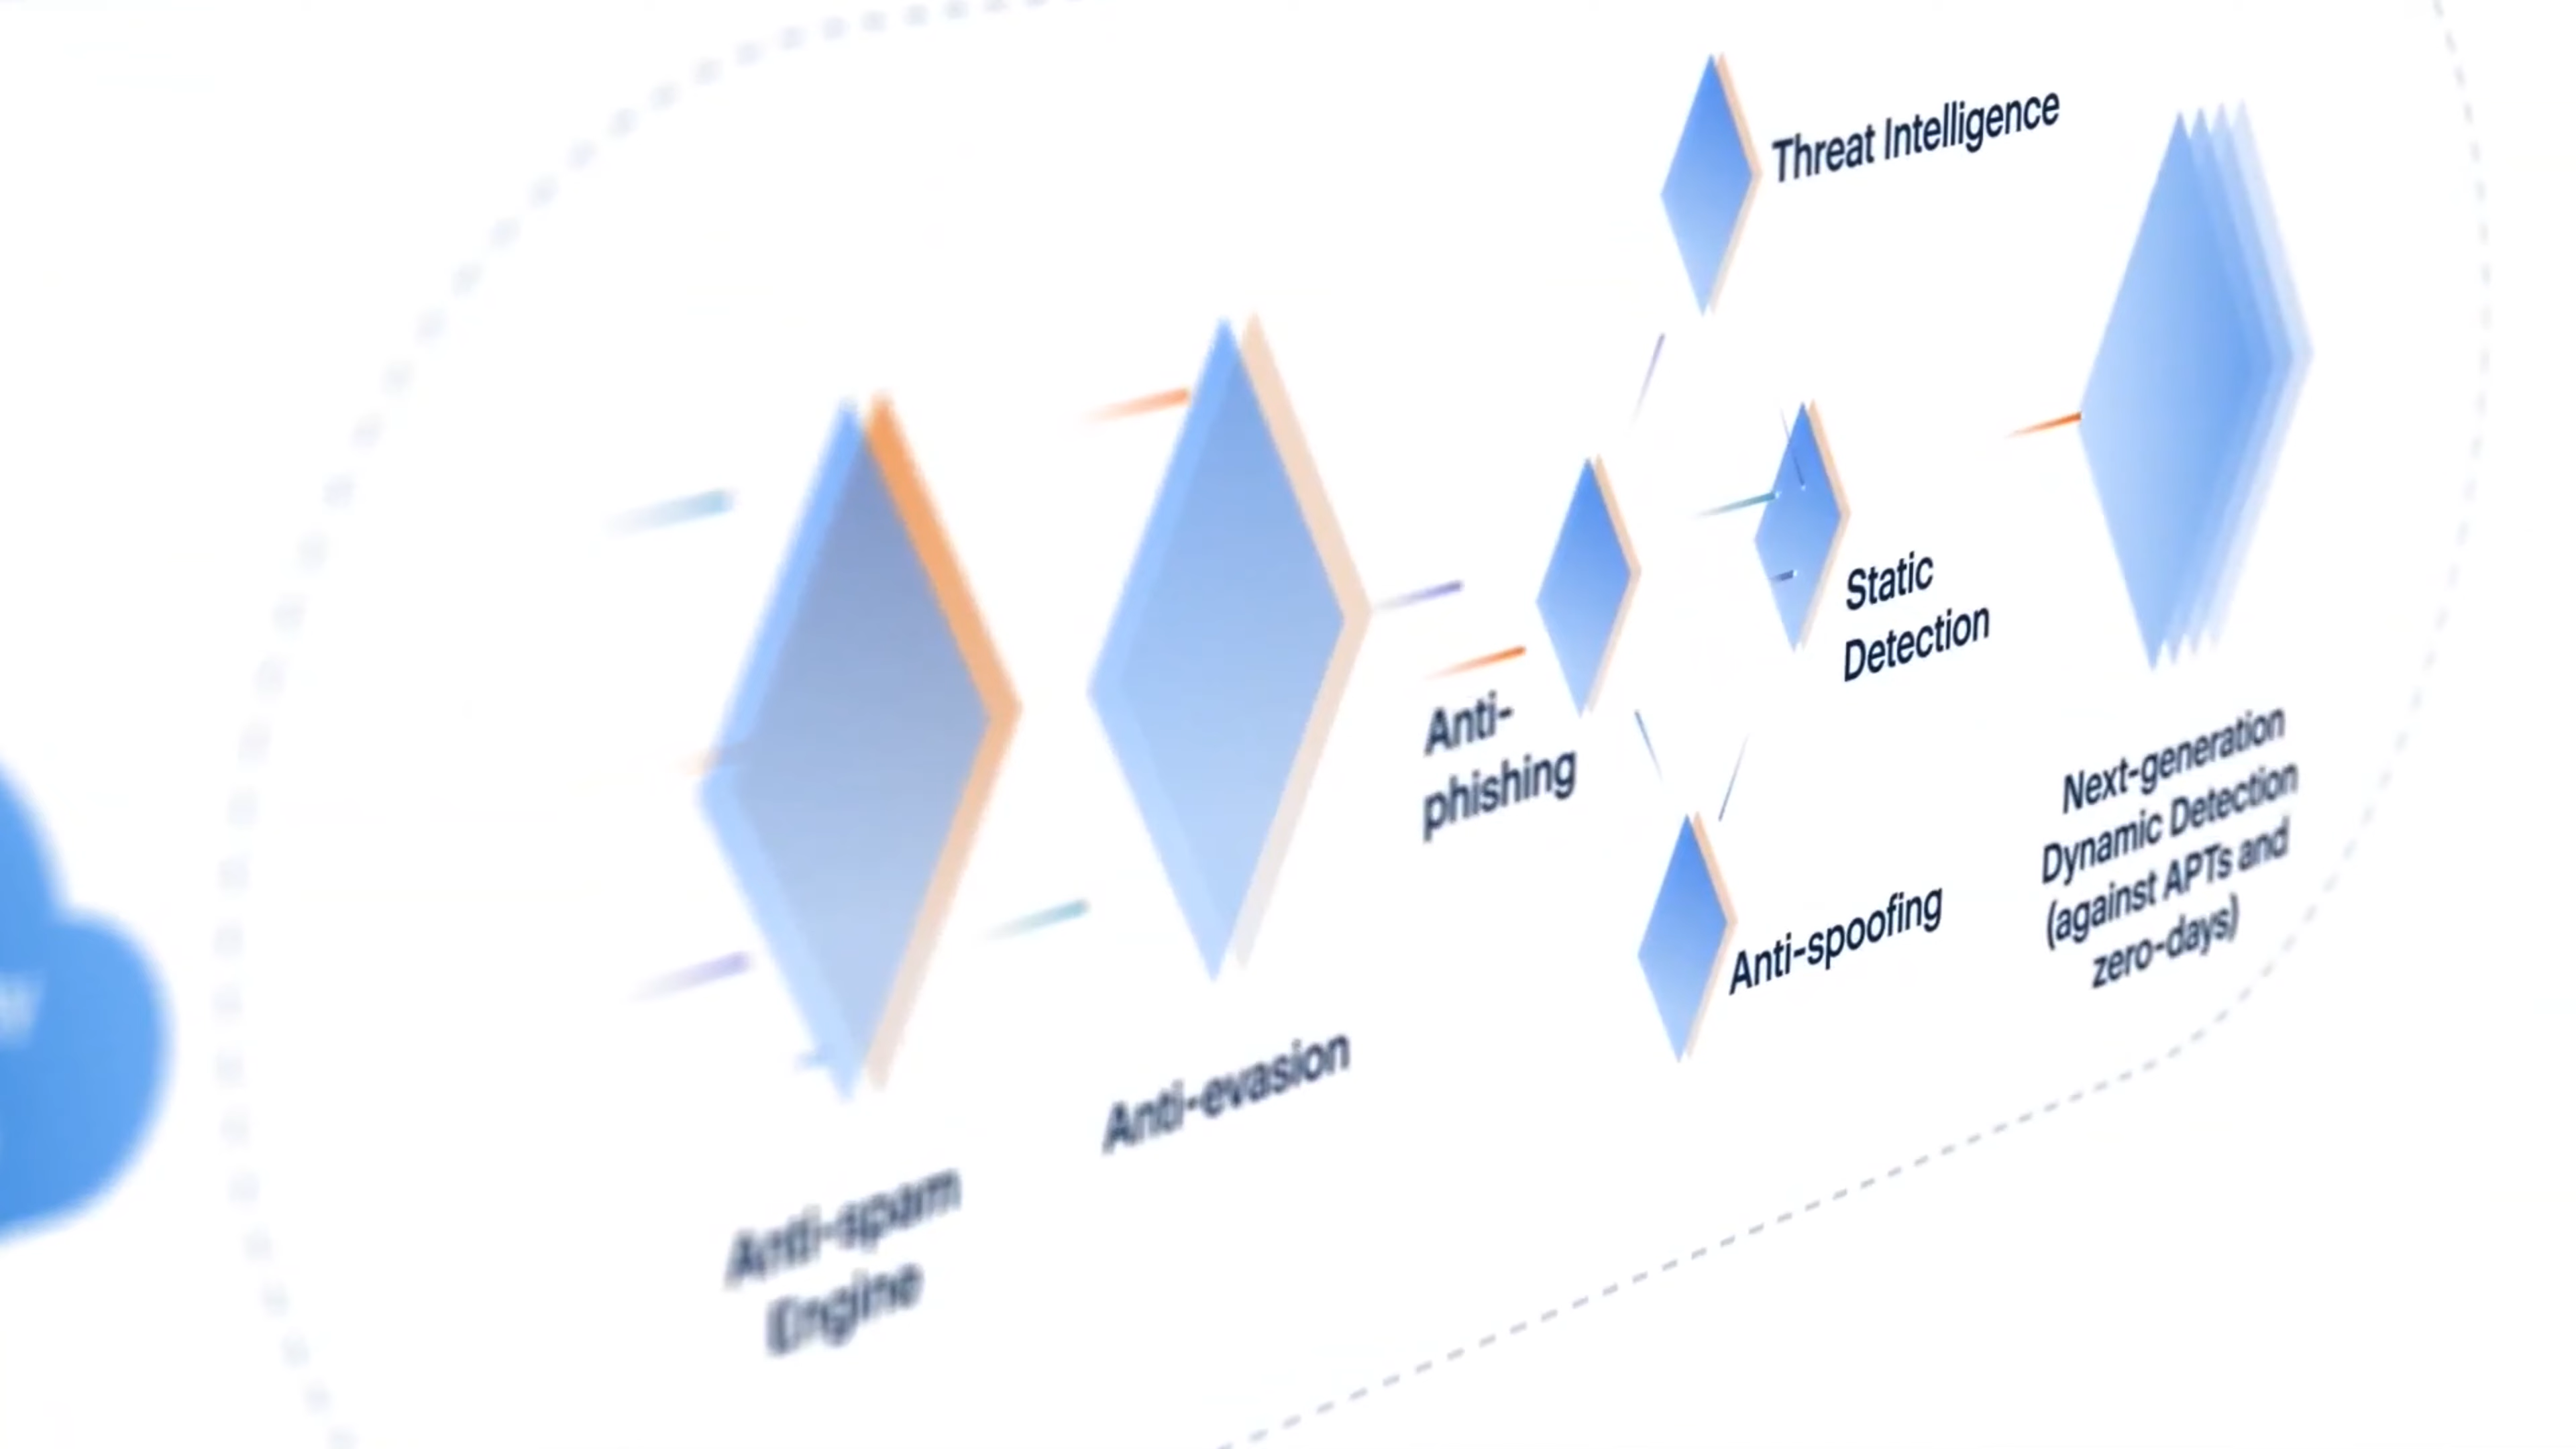 Threat Intelligence
Static
Detection
Anti-
phishing
Next-generation
Dynamic Detection
(against APTs and
zero-days)
Anti-spoofing
Anti-evasion
Anti-spam
Engine